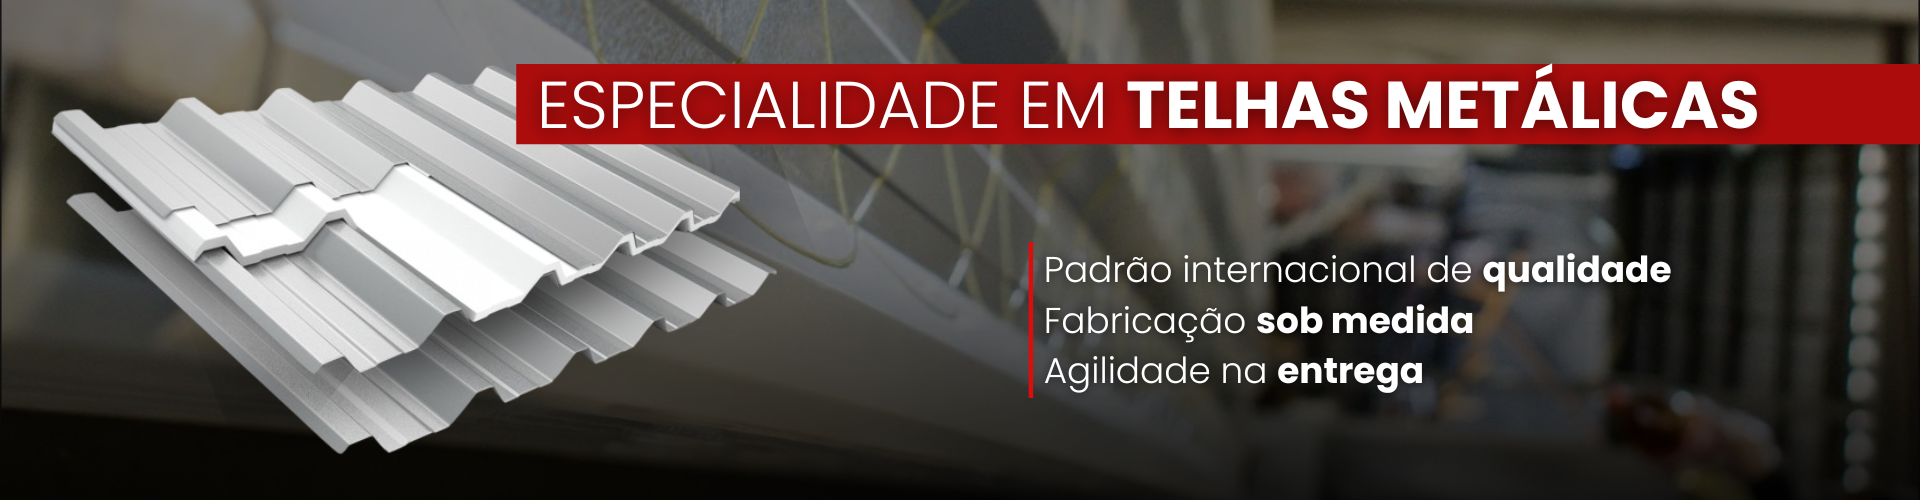 ESPECIALIDADE EM TELHAS METÁLICAS
Padrão internacional de qualidade
Fabricação sob medida
Agilidade na entrega